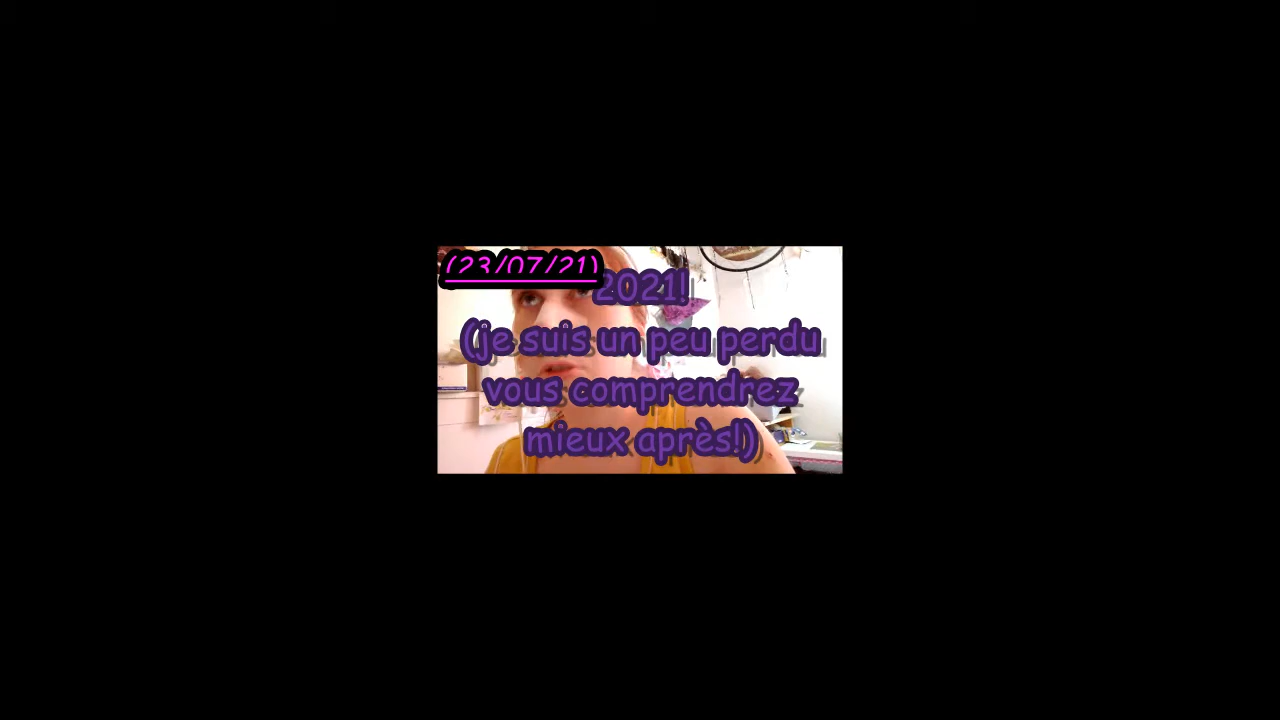 (23/07/21)
2021!
(je suis un peu perdu
vous comprendrez
mieux après!)